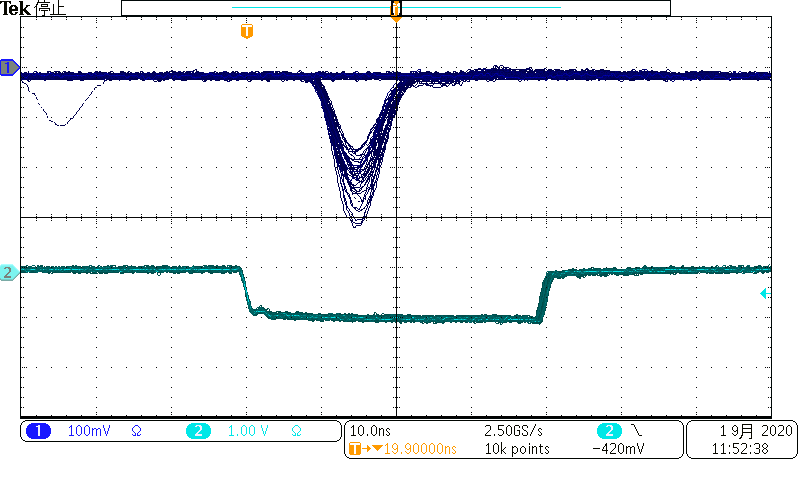 Tek 停止
T
1
2
1 100mV Ω 2 1.00 V Ω
10.0ns 2.50GS/s 2
T→▼19.90000ns 10k points −420mV
1 9月 2020
11:52:38